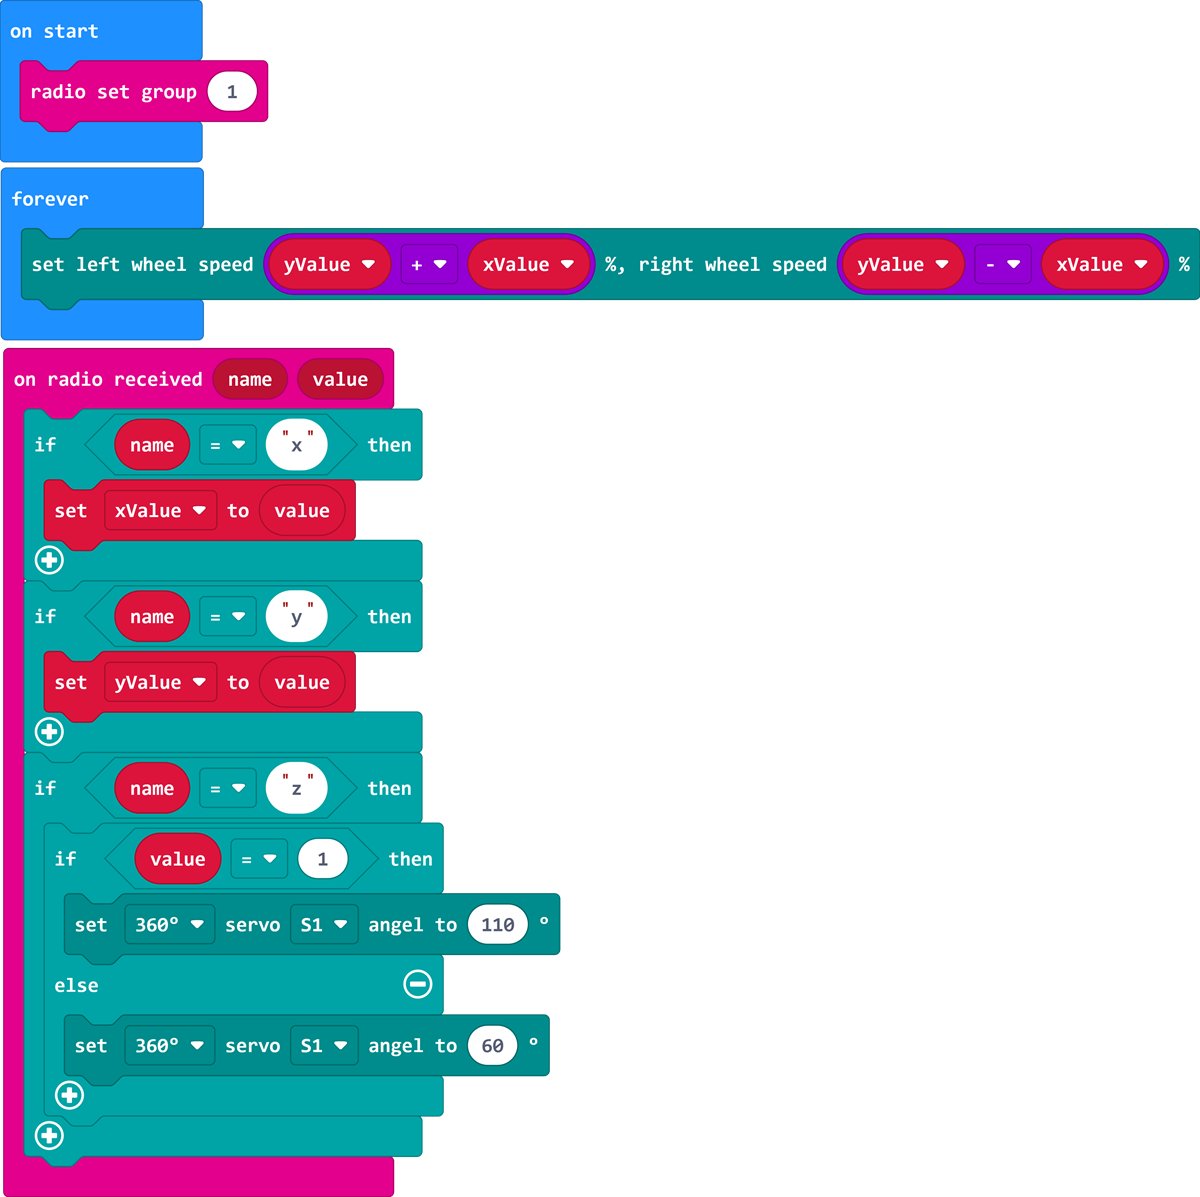 on start
radio set group 1
forever
set left wheel speed yValue + xValue %, right wheel speed yValue - xValue %
on radio received name value
if name = "x" then
set xValue to value
if name = "y" then
set yValue to value
if name = "z" then
if value = 1 then
set 360° servo S1 angel to 110 °
else
set 360° servo S1 angel to 60 °